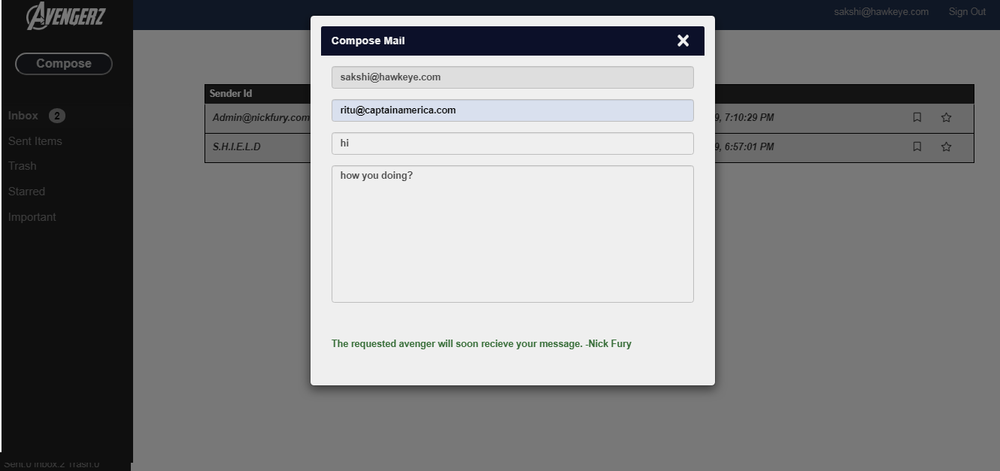 AVENGERZ
sakshi@hawkeye.com Sign Out
Compose Mail
Compose
sakshi@hawkeye.com
ritu@captainamerica.com
hi
how you doing?
The requested avenger will soon recieve your message. -Nick Fury
Inbox 2
Sent Items
Trash
Starred
Important
Sender Id
Admin@nickfury.com 9, 7:10:29 PM
S.H.I.E.L.D 9, 6:57:01 PM
Sent:0 Inbox:2 Trash:0